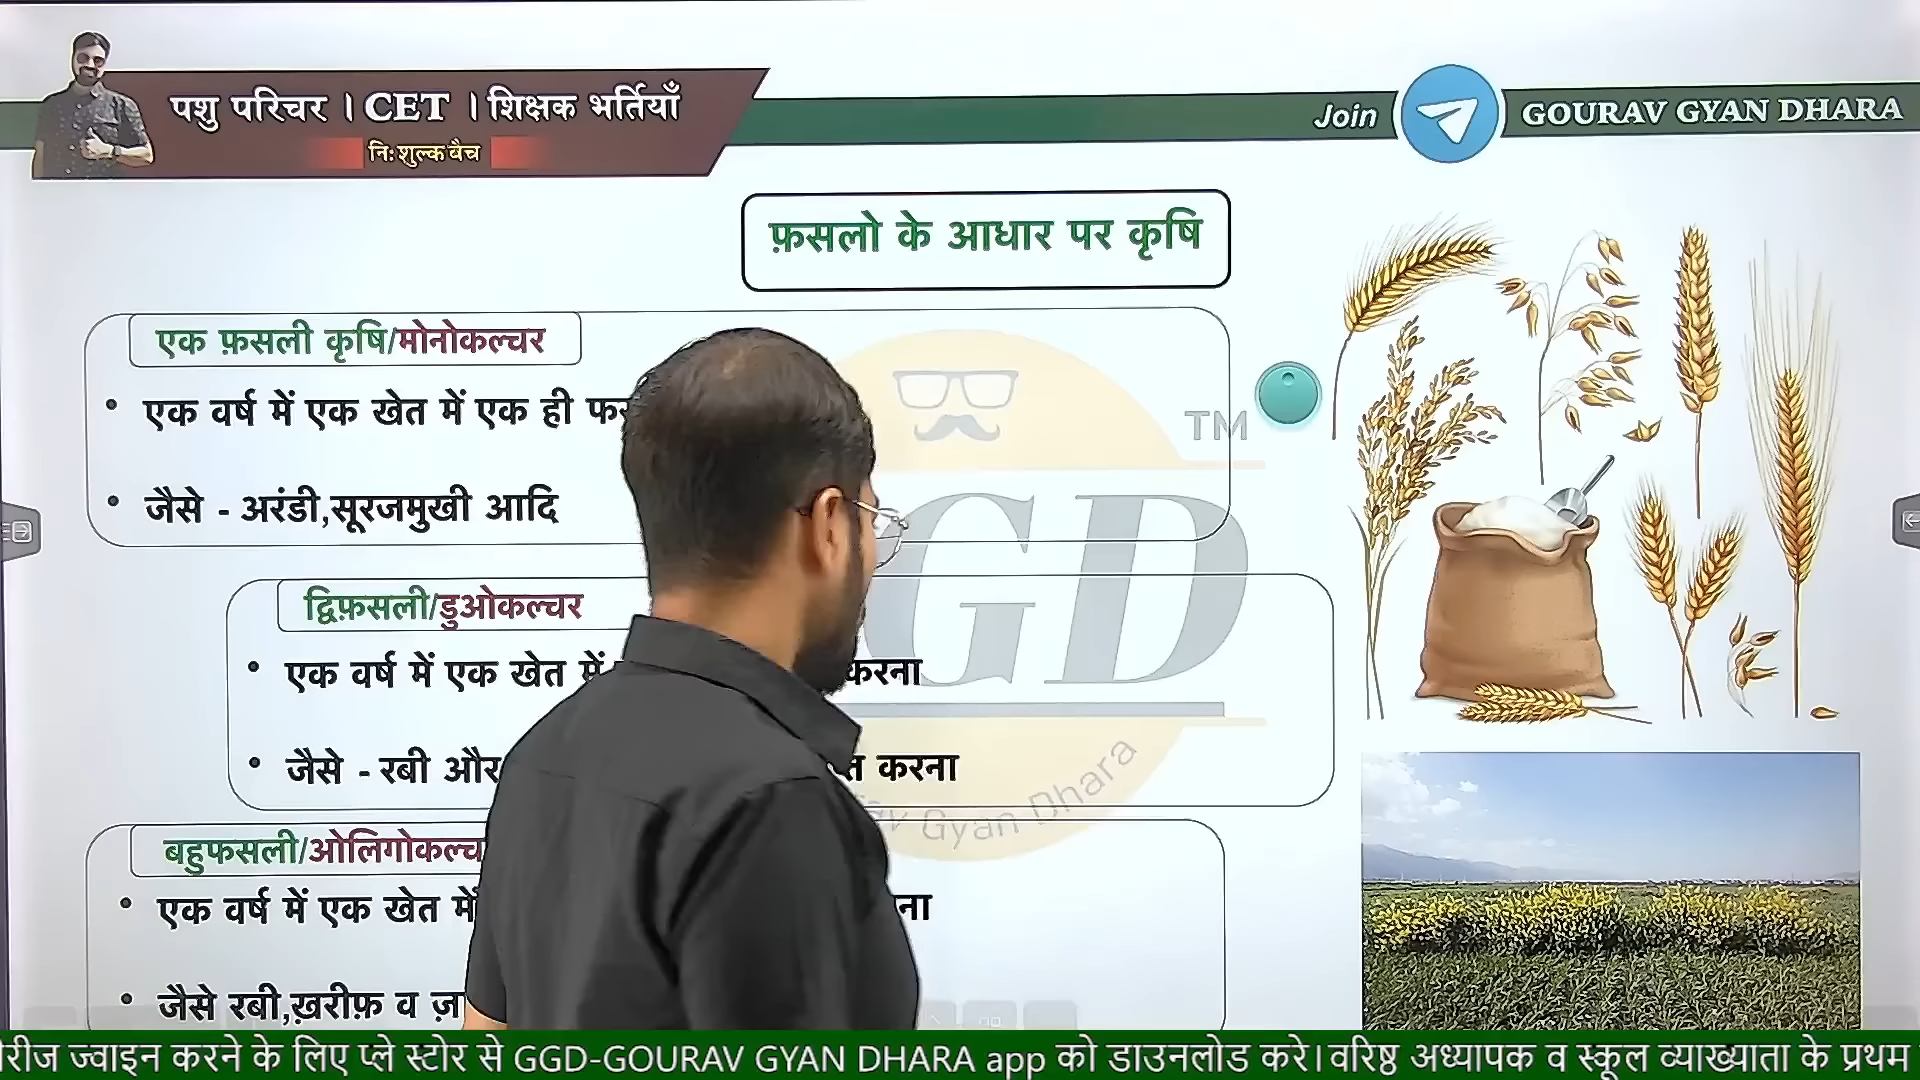 पशु परिचर । CET । शिक्षक भर्तियाँ
नि:शुल्क बैच
Join GOURAV GYAN DHARA
फ़सलो के आधार पर कृषि
एक फ़सली कृषि/मोनोकल्चर
• एक वर्ष में एक खेत में एक ही
• जैसे - अरंडी,सूरजमुखी आदि
द्विफ़सली/डुओकल्चर
• एक वर्ष में एक खेत में करना
• जैसे - रबी और करना
बहुफसली/ओलिगोकल्च
• एक वर्ष में एक खेत में
• जैसे रबी,ख़रीफ़ व
TM
GD
Gyan Dhara
ज्वाइन करने के लिए प्ले स्टोर से GGD-GOURAV GYAN DHARA app को डाउनलोड करे।वरिष्ठ अध्यापक व स्कूल व्याख्याता के प्रथम